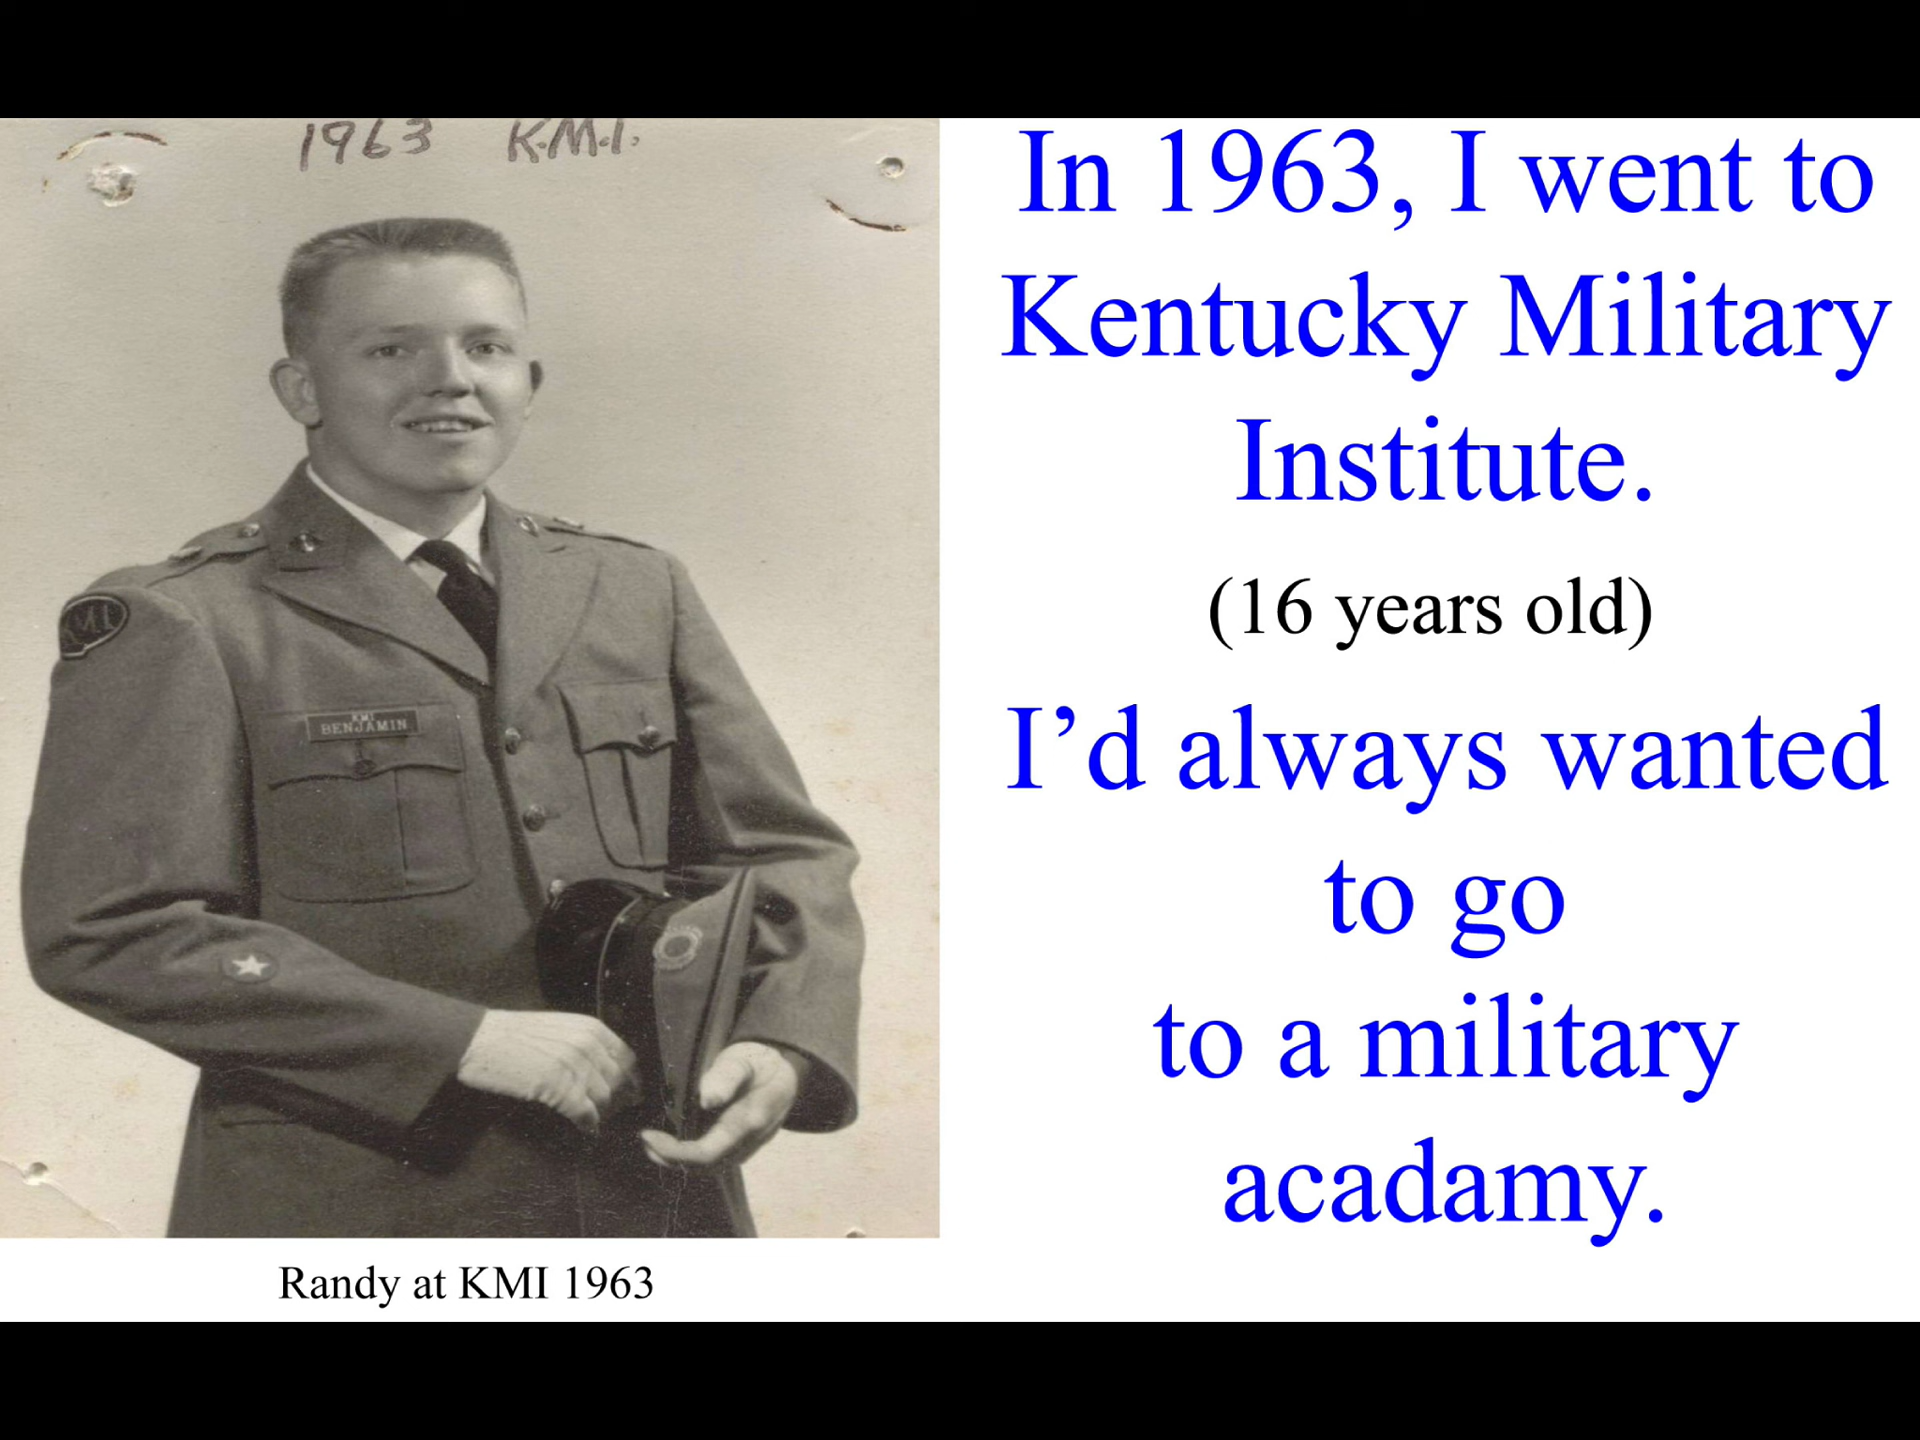 1963 K.M.I.
KMI
KMI
BENJAMIN
Randy at KMI 1963
In 1963, I went to
Kentucky Military
Institute.
(16 years old)
I’d always wanted
to go
to a military
acadamy.